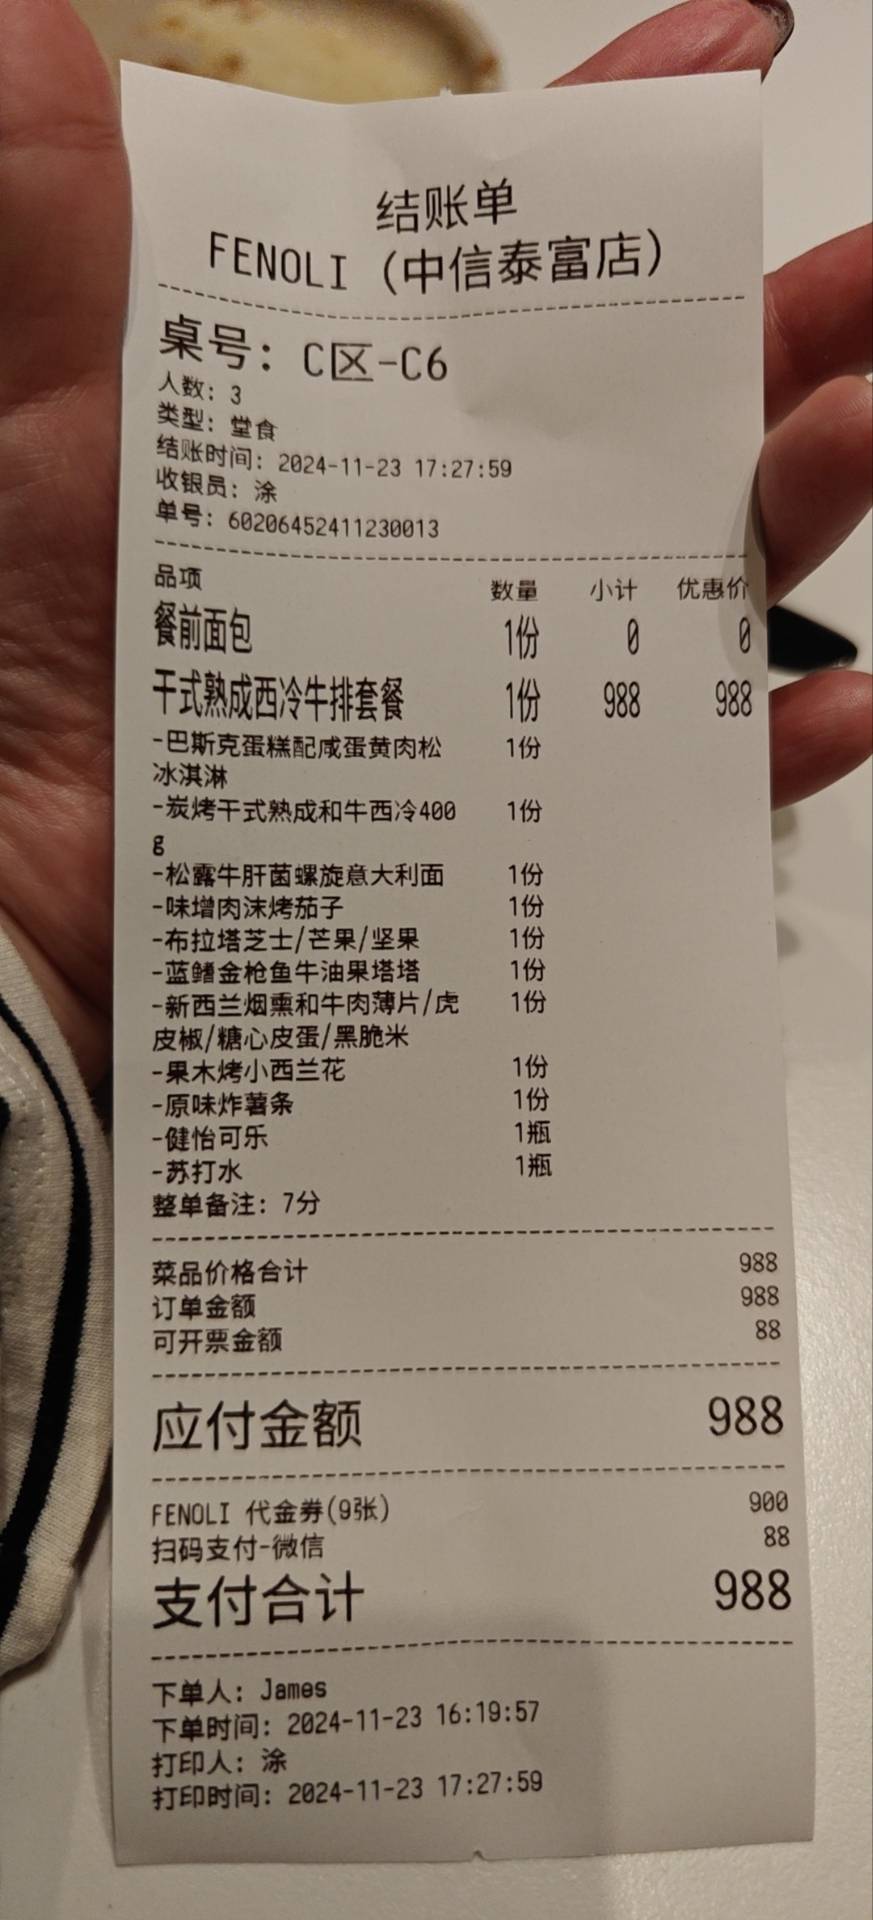 结账单
FENOLI (中信泰富店)
桌号: C区-C6
人数: 3
类型: 堂食
结账时间: 2024-11-23 17:27:59
收银员: 涂
单号: 60206452411230013
品项 数量 小计 优惠价
餐前面包 1份 0 0
干式熟成西冷牛排套餐 1份 988 988
-巴斯克蛋糕配咸蛋黄肉松 1份
冰淇淋
-炭烤干式熟成和牛西冷400 1份
g
-松露牛肝菌螺旋意大利面 1份
-味增肉沫烤茄子 1份
-布拉塔芝士/芒果/坚果 1份
-蓝鳍金枪鱼牛油果塔塔 1份
-新西兰烟熏和牛肉薄片/虎 1份
皮椒/糖心皮蛋/黑脆米
-果木烤小西兰花 1份
-原味炸薯条 1份
-健怡可乐 1瓶
-苏打水 1瓶
整单备注: 7分
菜品价格合计 988
订单金额 988
可开票金额 88
应付金额 988
FENOLI 代金券(9张) 900
扫码支付-微信 88
支付合计 988
下单人: James
下单时间: 2024-11-23 16:19:57
打印人: 涂
打印时间: 2024-11-23 17:27:59